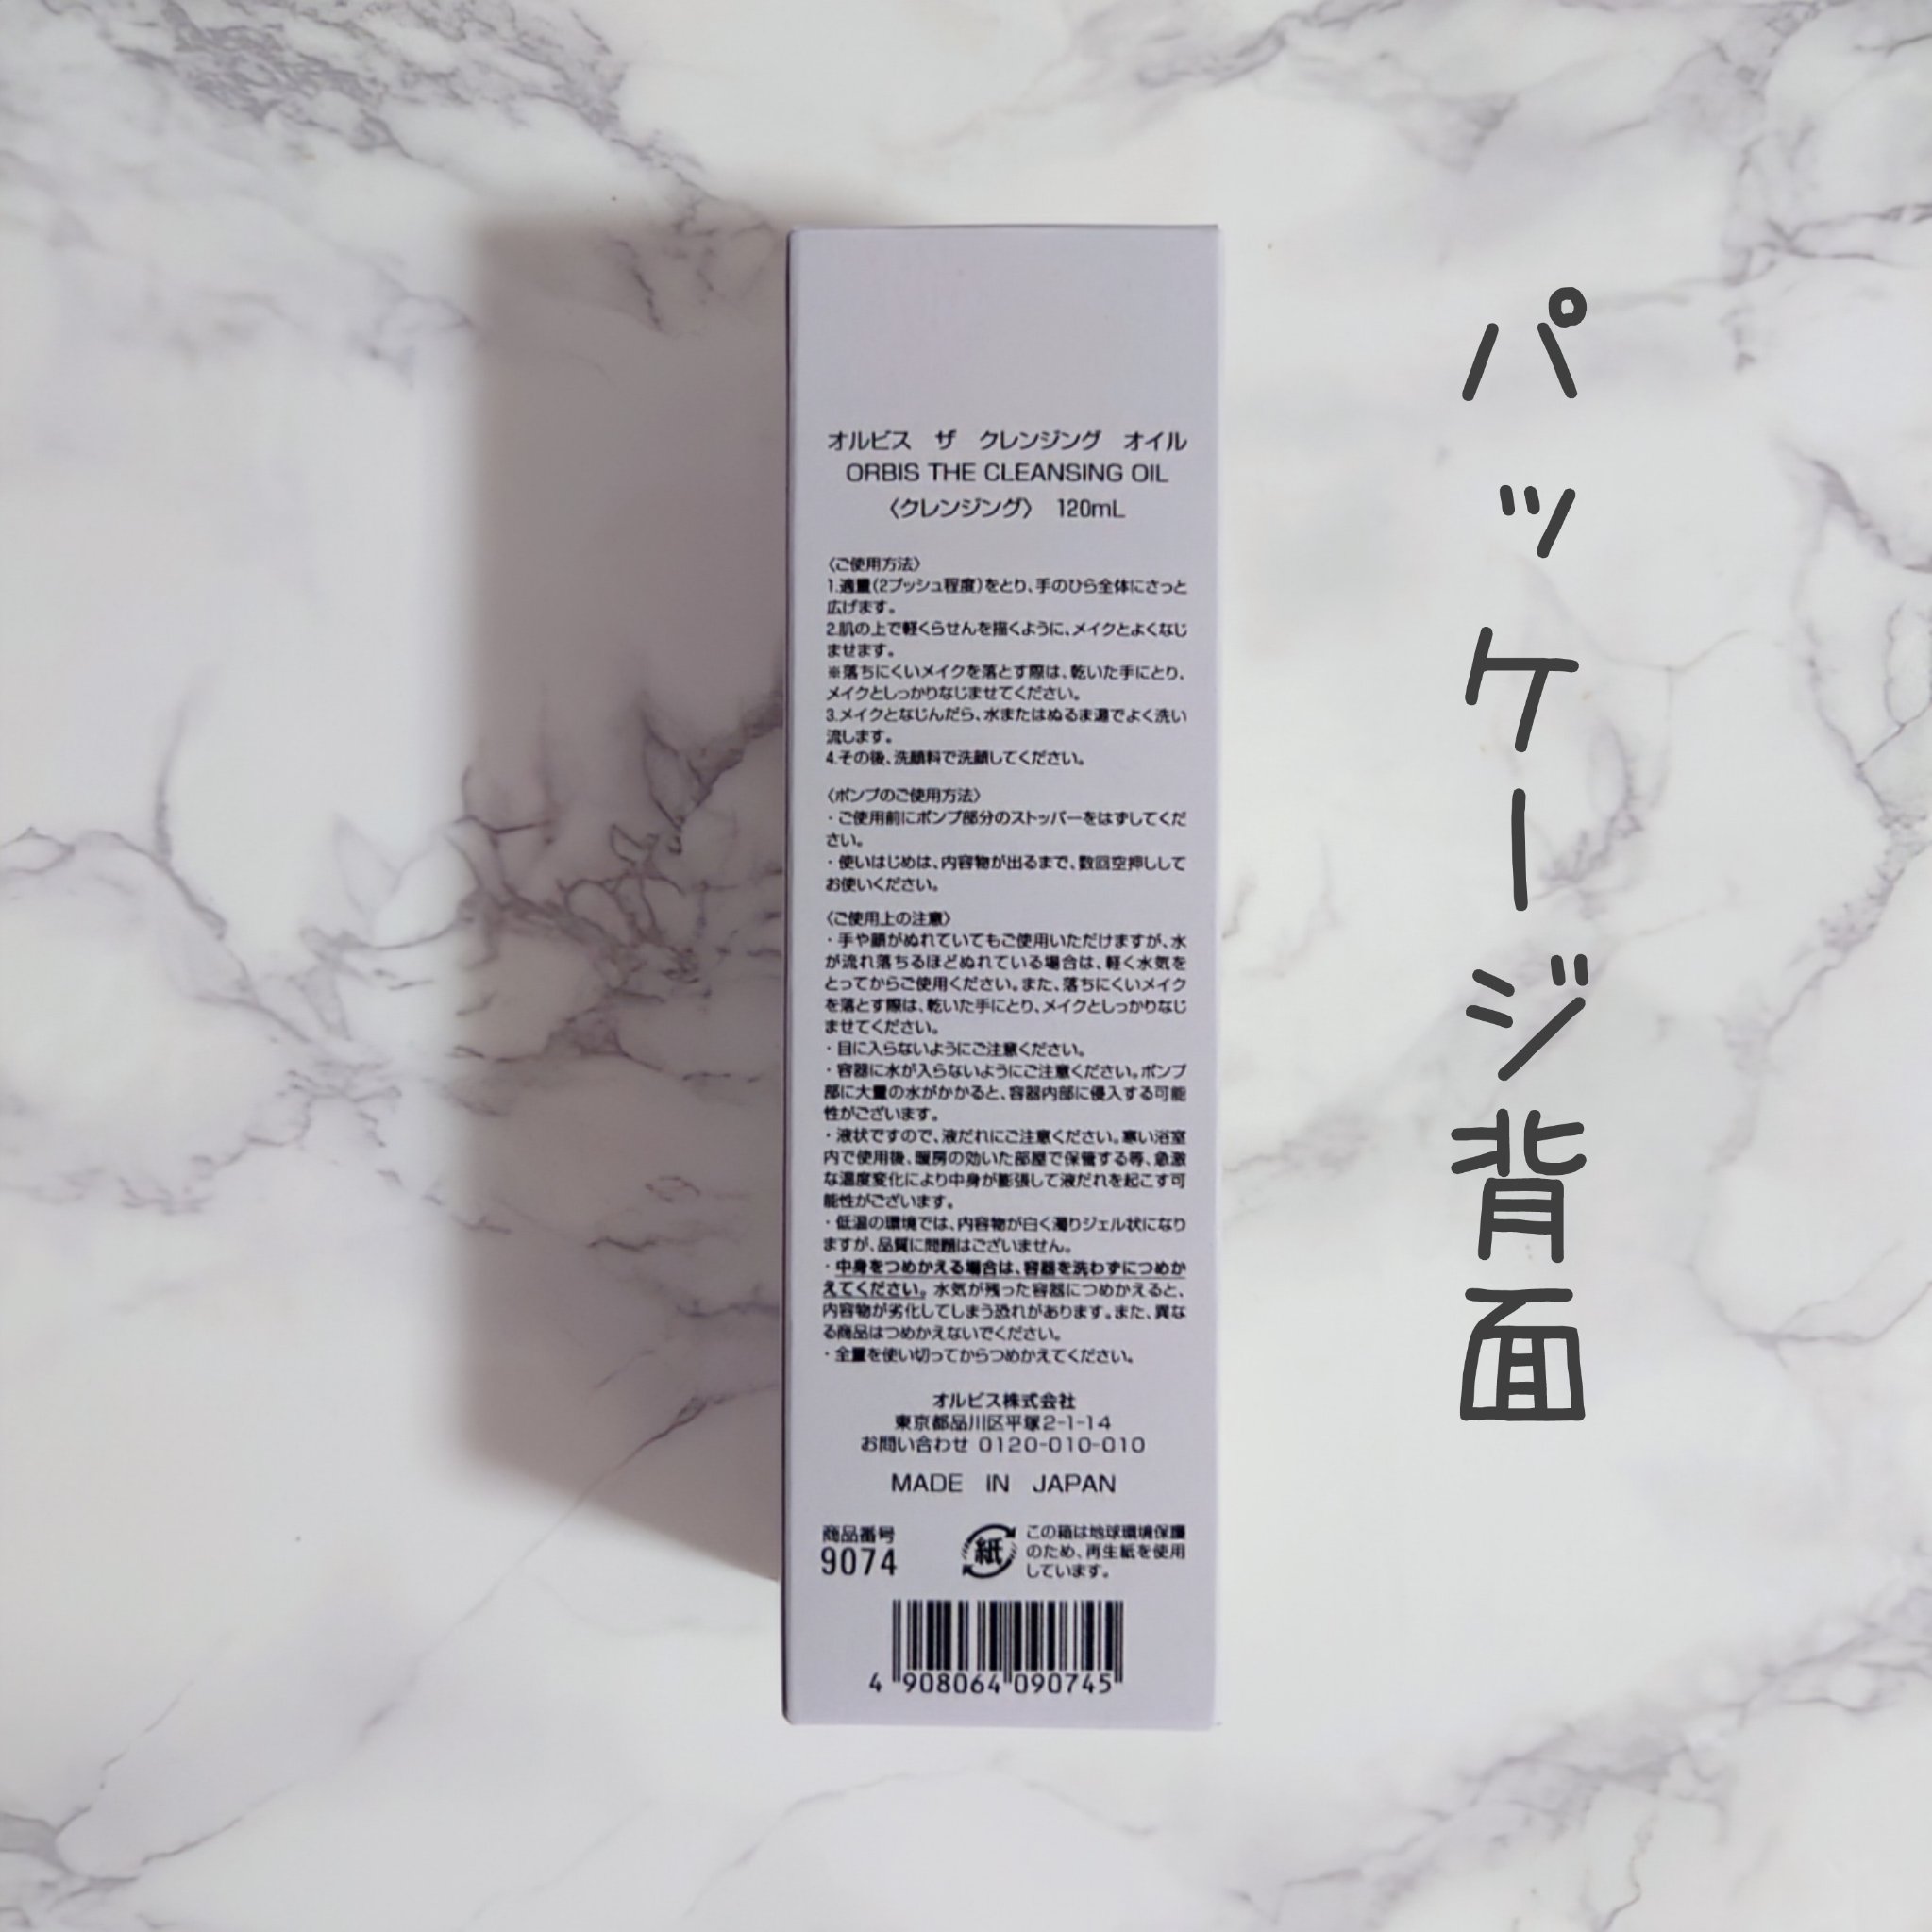 オルビス ザ クレンジング オイル
ORBIS THE CLEANSING OIL
〈クレンジング〉 120mL
〈ご使用方法〉
1.適量(2プッシュ程度)をとり、手のひら全体にさっと
広げます。
2.肌の上で軽くらせんを描くように、メイクとよくなじ
ませます。
※落ちにくいメイクを落とす際は、乾いた手にとり、
メイクとしっかりなじませてください。
3.メイクとなじんだら、水またはぬるま湯でよく洗い
流します。
4.その後、洗顔料で洗顔してください。
〈ポンプのご使用方法〉
・ご使用前にポンプ部分のストッパーをはずしてくだ
さい。
・使いはじめは、内容物が出るまで、数回空押しして
お使いください。
〈ご使用上の注意〉
・手や顔がぬれていてもご使用いただけますが、水
が流れ落ちるほどぬれている場合は、軽く水気を
とってからご使用ください。また、落ちにくいメイク
を落とす際は、乾いた手にとり、メイクとしっかりなじ
ませてください。
・目に入らないようにご注意ください。
・容器に水が入らないようにご注意ください。ポンプ
部に大量の水がかかると、容器内部に侵入する可能
性がございます。
・液状ですので、液だれにご注意ください。寒い浴室
内で使用後、暖房の効いた部屋で保管する等、急激
な温度変化により中身が膨張して液だれを起こす可
能性がございます。
・低温の環境では、内容物が白く濁りジェル状になり
ますが、品質に問題はございません。
・中身をつめかえる場合は、容器を洗わずにつめか
えてください。水気が残った容器につめかえると、
内容物が劣化してしまう恐れがあります。また、異な
る商品はつめかえないでください。
・全量を使い切ってからつめかえてください。
オルビス株式会社
東京都品川区平塚2-1-14
お問い合わせ 0120-010-010
MADE IN JAPAN
商品番号
9074
紙
この箱は地球環境保護
のため、再生紙を使用
しています。
4 908064 090745
パッケージ背面